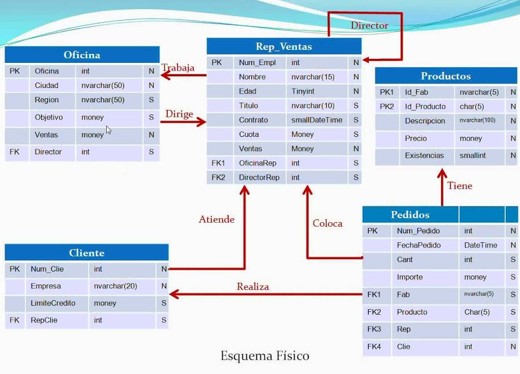 Director
Oficina
PK Oficina int N
Ciudad nvarchar(50) N
Region nvarchar(50) S
Objetivo money S
Ventas money N
FK Director int S
Trabaja
Dirige
Rep_Ventas
PK Num_Empl int N
Nombre nvarchar(15) N
Edad Tinyint N
Titulo nvarchar(10) S
Contrato smallDateTime S
Cuota Money S
Ventas Money N
FK1 OficinaRep int S
FK2 DirectorRep int S
Productos
PK1 Id_Fab nvarchar(5) N
PK2 Id_Producto char(5) N
Descripcion nvarchar(100) N
Precio money N
Existencias smallint N
Tiene
Atiende
Coloca
Realiza
Cliente
PK Num_Clie int N
Empresa nvarchar(20) N
LimiteCredito money S
FK RepClie int S
Pedidos
PK Num_Pedido int N
FechaPedido DateTime N
Cant int S
Importe money S
FK1 Fab nvarchar(5) S
FK2 Producto Char(5) S
FK3 Rep int S
FK4 Clie int N
Esquema Físico